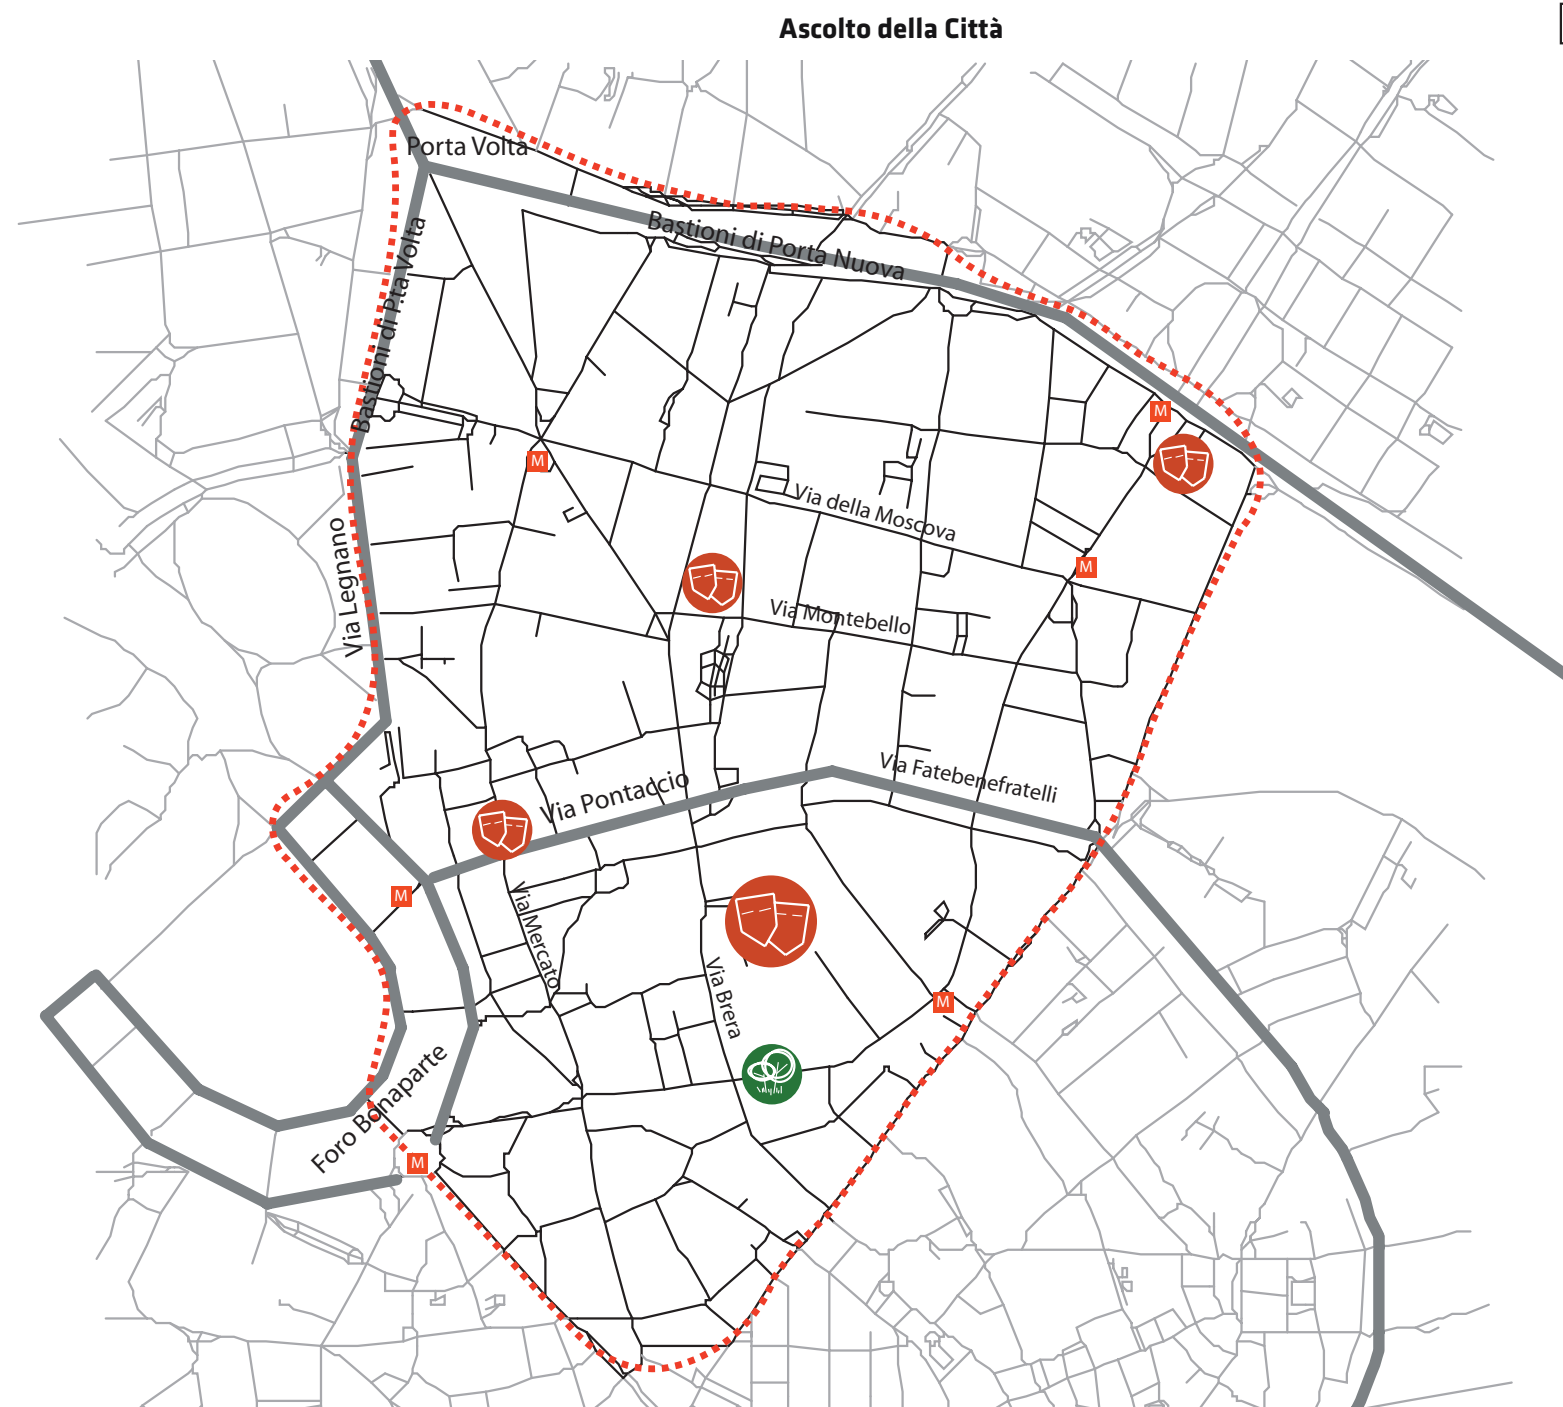 Ascolto della Città
Porta Volta
Bastioni di Porta Nuova
Bastioni di P.ta Volta
M
M
Via della Moscova
Via Legnano
M
Via Montebello
Via Fatebenefratelli
Via Pontaccio
M
Via Mercato
Via Brera
M
Foro Bonaparte
M